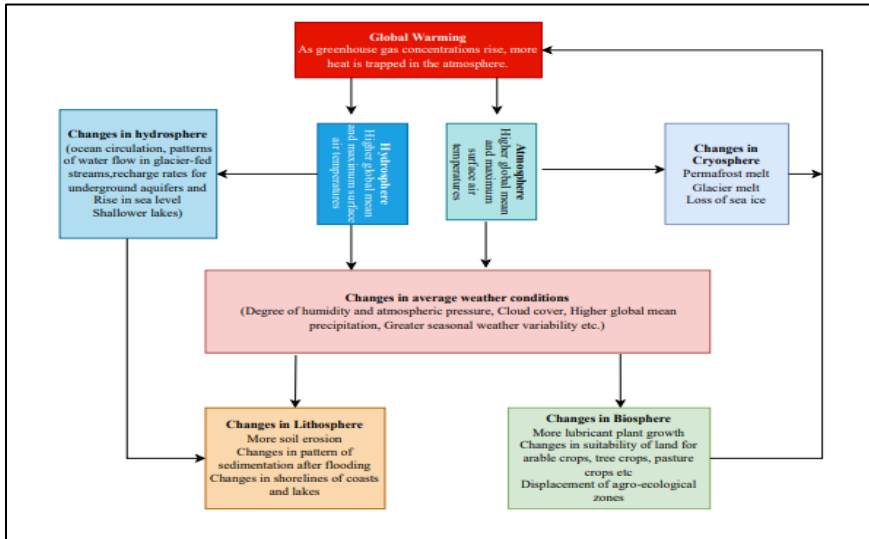 Global Warming
As greenhouse gas concentrations rise, more
heat is trapped in the atmosphere.
Changes in hydrosphere
(ocean circulation, patterns
of water flow in glacier-fed
streams,recharge rates for
underground aquifers and
Rise in sea level
Shallower lakes)
Hydrosphere
Higher global mean
and maximum surface
air temperatures
Atmosphere
Higher global mean
and maximum
surface air
temperatures
Changes in
Cryosphere
Permafrost melt
Glacier melt
Loss of sea ice
Changes in average weather conditions
(Degree of humidity and atmospheric pressure, Cloud cover, Higher global mean
precipitation, Greater seasonal weather variability etc.)
Changes in Lithosphere
More soil erosion
Changes in pattern of
sedimentation after flooding
Changes in shorelines of coasts
and lakes
Changes in Biosphere
More lubricant plant growth
Changes in suitability of land for
arable crops, tree crops, pasture
crops etc
Displacement of agro-ecological
zones